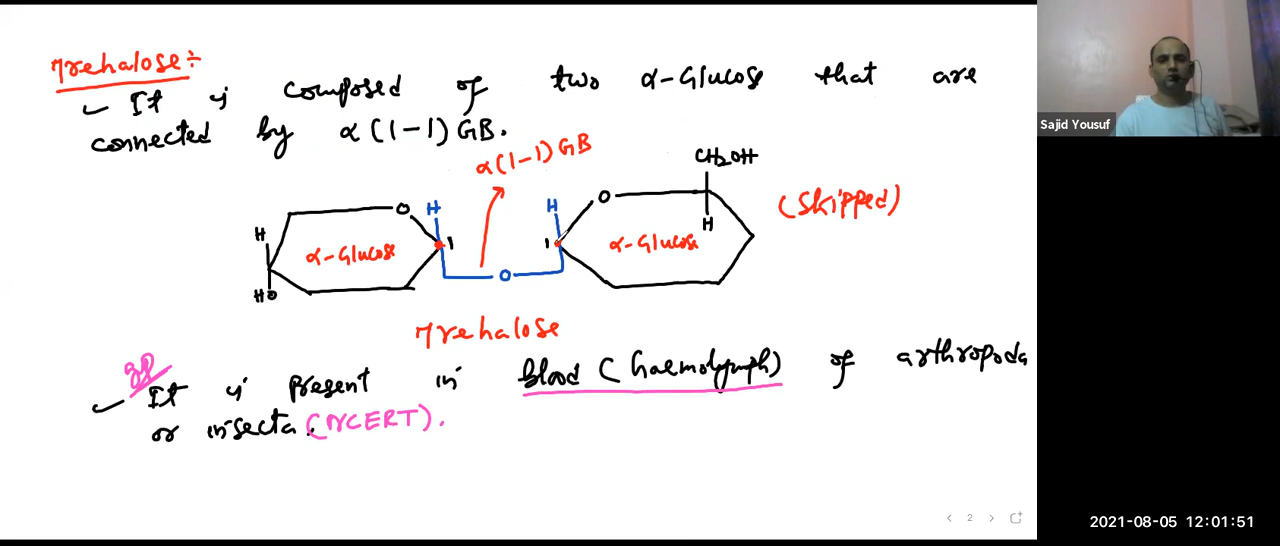 Trehalose ÷
It is composed of two α-Glucose that are
connected by α(1-1) GB.
α(1-1) GB
CH2OH
O
H
H
O
(Skipped)
H
H
α-Glucose
1
1
α-Glucose
HO
O
Trehalose
It is present in blood (haemolymph) of arthropoda
or insecta. (NCERT).
Sajid Yousuf
2
2021-08-05 12:01:51